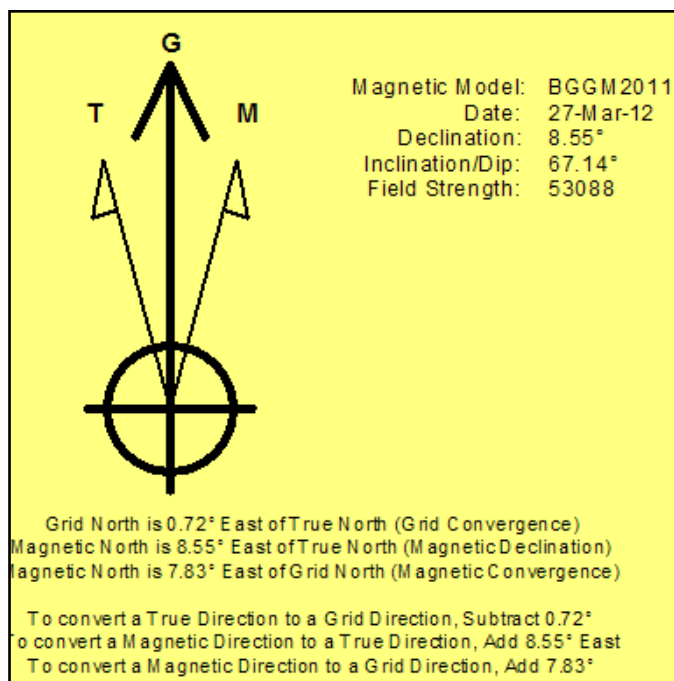 G
T M
Magnetic Model: BGGM2011
Date: 27-Mar-12
Declination: 8.55°
Inclination/Dip: 67.14°
Field Strength: 53088
Grid North is 0.72° East of True North (Grid Convergence)
Magnetic North is 8.55° East of True North (Magnetic Declination)
Magnetic North is 7.83° East of Grid North (Magnetic Convergence)
To convert a True Direction to a Grid Direction, Subtract 0.72°
To convert a Magnetic Direction to a True Direction, Add 8.55° East
To convert a Magnetic Direction to a Grid Direction, Add 7.83°